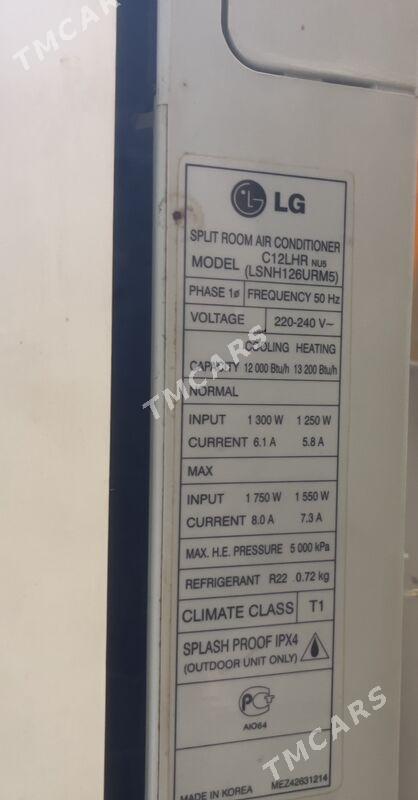 TMCARS
LG
SPLIT ROOM AIR CONDITIONER
MODEL C12LHR NU5
(LSNH126URM5)
PHASE 1ø FREQUENCY 50 Hz
VOLTAGE 220-240 V~
COOLING HEATING
CAPACITY 12 000 Btu/h 13 200 Btu/h
TMCARS
NORMAL
INPUT 1 300 W 1 250 W
CURRENT 6.1 A 5.8 A
MAX
INPUT 1 750 W 1 550 W
CURRENT 8.0 A 7.3 A
MAX. H.E. PRESSURE 5 000 kPa
REFRIGERANT R22 0.72 kg
CLIMATE CLASS T1
SPLASH PROOF IPX4
(OUTDOOR UNIT ONLY)
АЮ64
TMCARS
MADE IN KOREA MEZ42631214